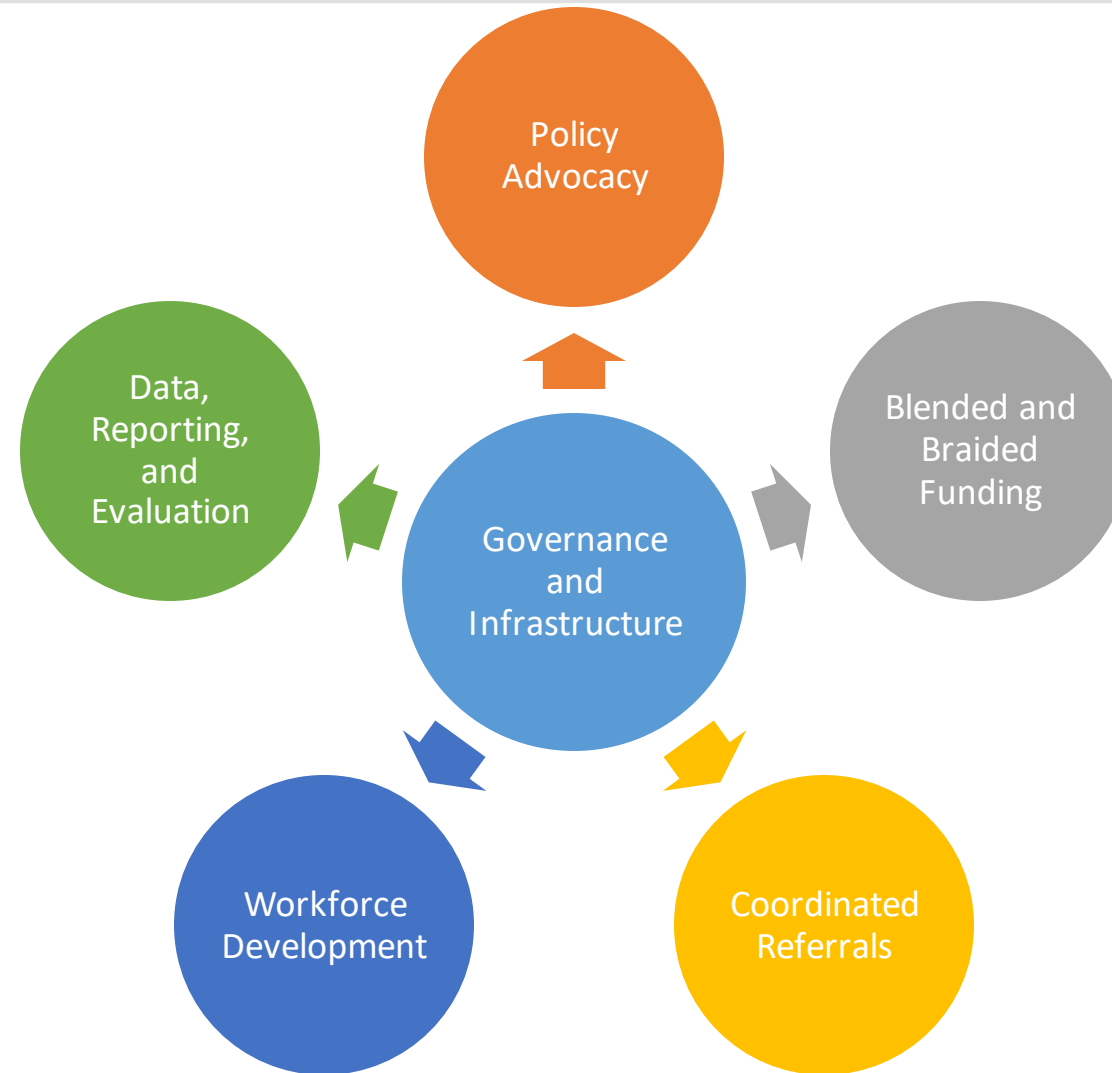 Policy
Advocacy
Data,
Reporting,
and
Evaluation
Blended and
Braided
Funding
Governance
and
Infrastructure
Workforce
Development
Coordinated
Referrals